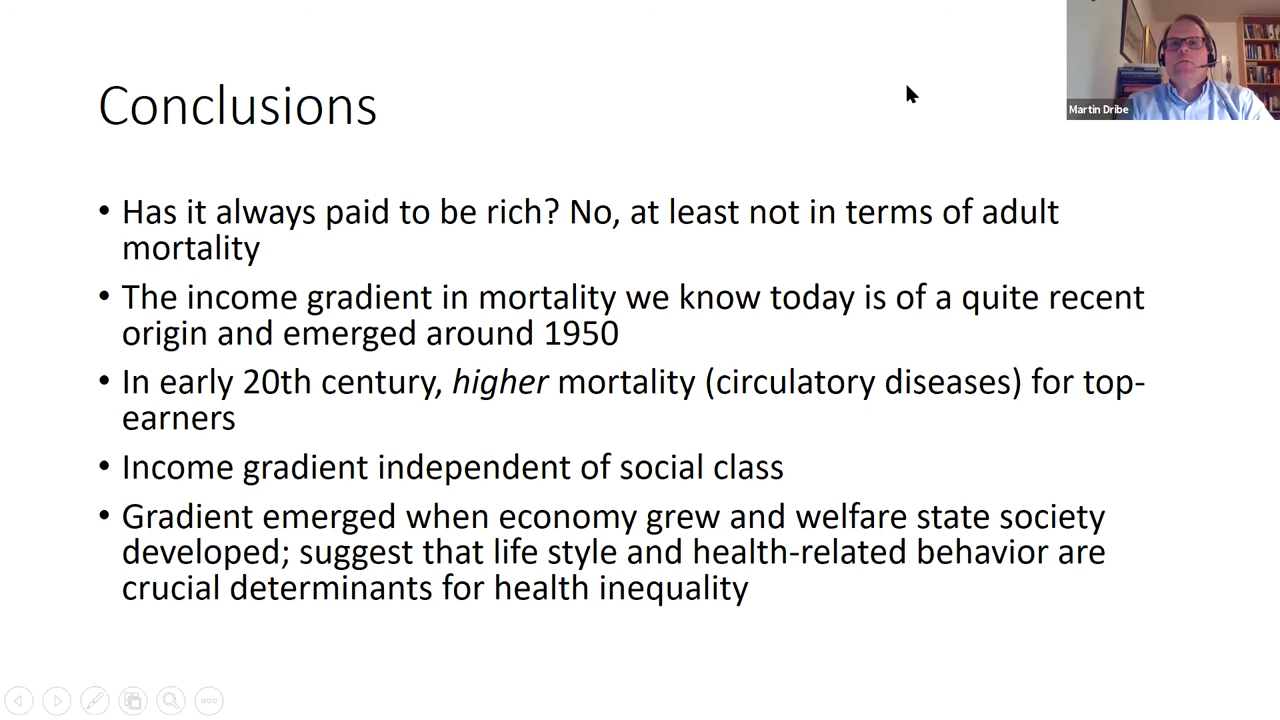 Martin Dribe
Conclusions
• Has it always paid to be rich? No, at least not in terms of adult
mortality
• The income gradient in mortality we know today is of a quite recent
origin and emerged around 1950
• In early 20th century, higher mortality (circulatory diseases) for top-
earners
• Income gradient independent of social class
• Gradient emerged when economy grew and welfare state society
developed; suggest that life style and health-related behavior are
crucial determinants for health inequality